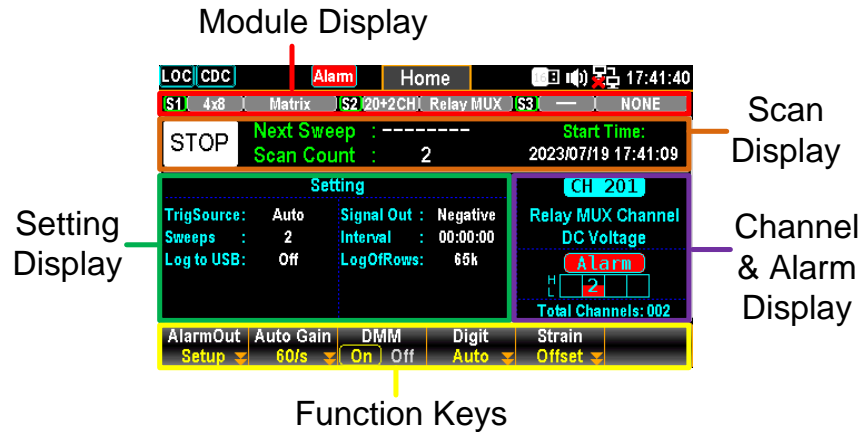 Module Display
LOC CDC Alarm Home 17:41:40
S1 4x8 Matrix S2 20+2CH Relay MUX S3 — NONE
STOP
Next Sweep : --------
Scan Count : 2
Start Time:
2023/07/19 17:41:09
Scan
Display
Setting
TrigSource: Auto Signal Out : Negative
Sweeps : 2 Interval : 00:00:00
Log to USB: Off LogOfRows: 65k
Setting
Display
CH 201
Relay MUX Channel
DC Voltage
Alarm
H
L
2
Total Channels: 002
Channel
& Alarm
Display
AlarmOut Auto Gain DMM Digit Strain
Setup 60/s On Off Auto Offset
Function Keys